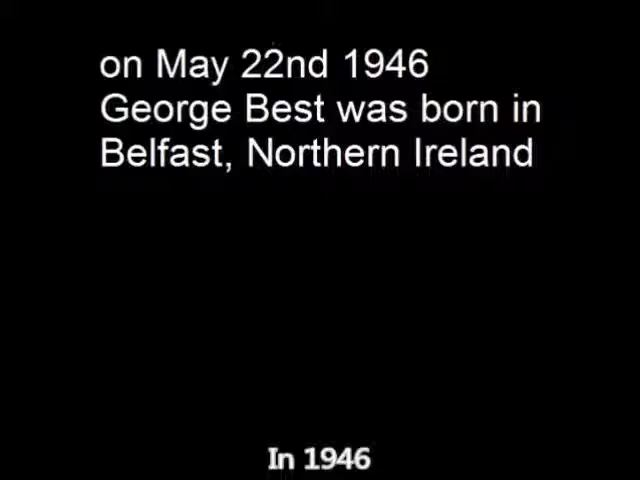 on May 22nd 1946
George Best was born in
Belfast, Northern Ireland
In 1946